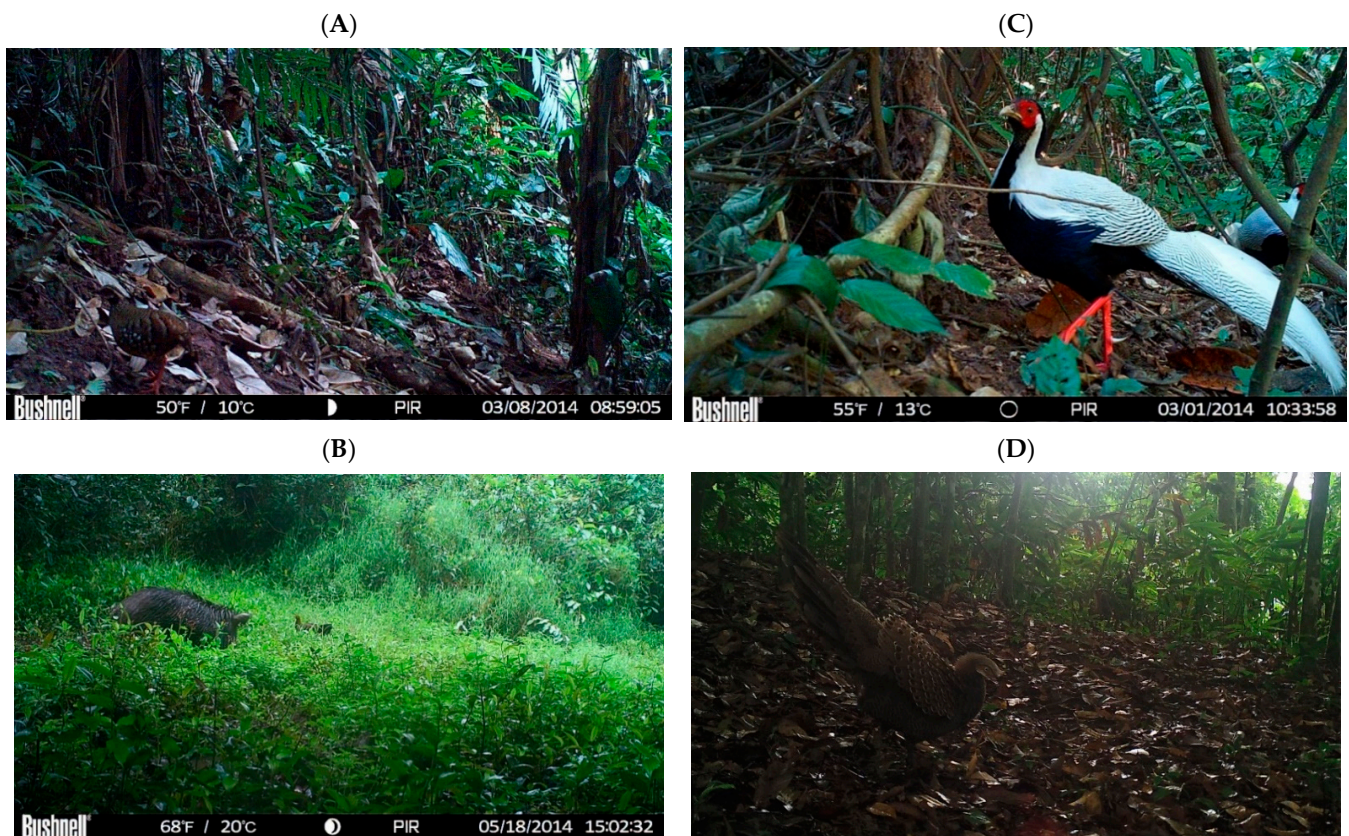 (A)
Bushnell® 50°F / 10°C PIR 03/08/2014 08:59:05
(C)
Bushnell® 55°F / 13°C PIR 03/01/2014 10:33:58
(B)
Bushnell® 68°F / 20°C PIR 05/18/2014 15:02:32
(D)